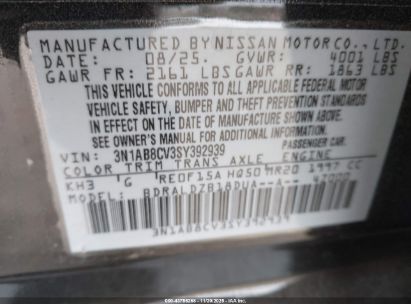 MANUFACTURED BY NISSAN MOTOR CO., LTD.
DATE: 08/25. GVWR: 4001 LBS
GAWR FR: 2161 LBS GAWR RR: 1863 LBS
THIS VEHICLE CONFORMS TO ALL APPLICABLE FEDERAL MOTOR
VEHICLE SAFETY, BUMPER AND THEFT PREVENTION STANDARDS
IN EFFECT ON THE DATE OF MANUFACTURE SHOWN ABOVE.
SEE OWNER'S MANUAL FOR ADDITIONAL INFORMATION
PASSENGER CAR
VIN: 3N1AB8CV3SY392939
COLOR TRIM TRANS AXLE ENGINE
KH3 G RE0F15A HQ50 MR20 1997 CC
MODEL: BDRALDZB18DUA--A--
3N1AB8CV3SY392939